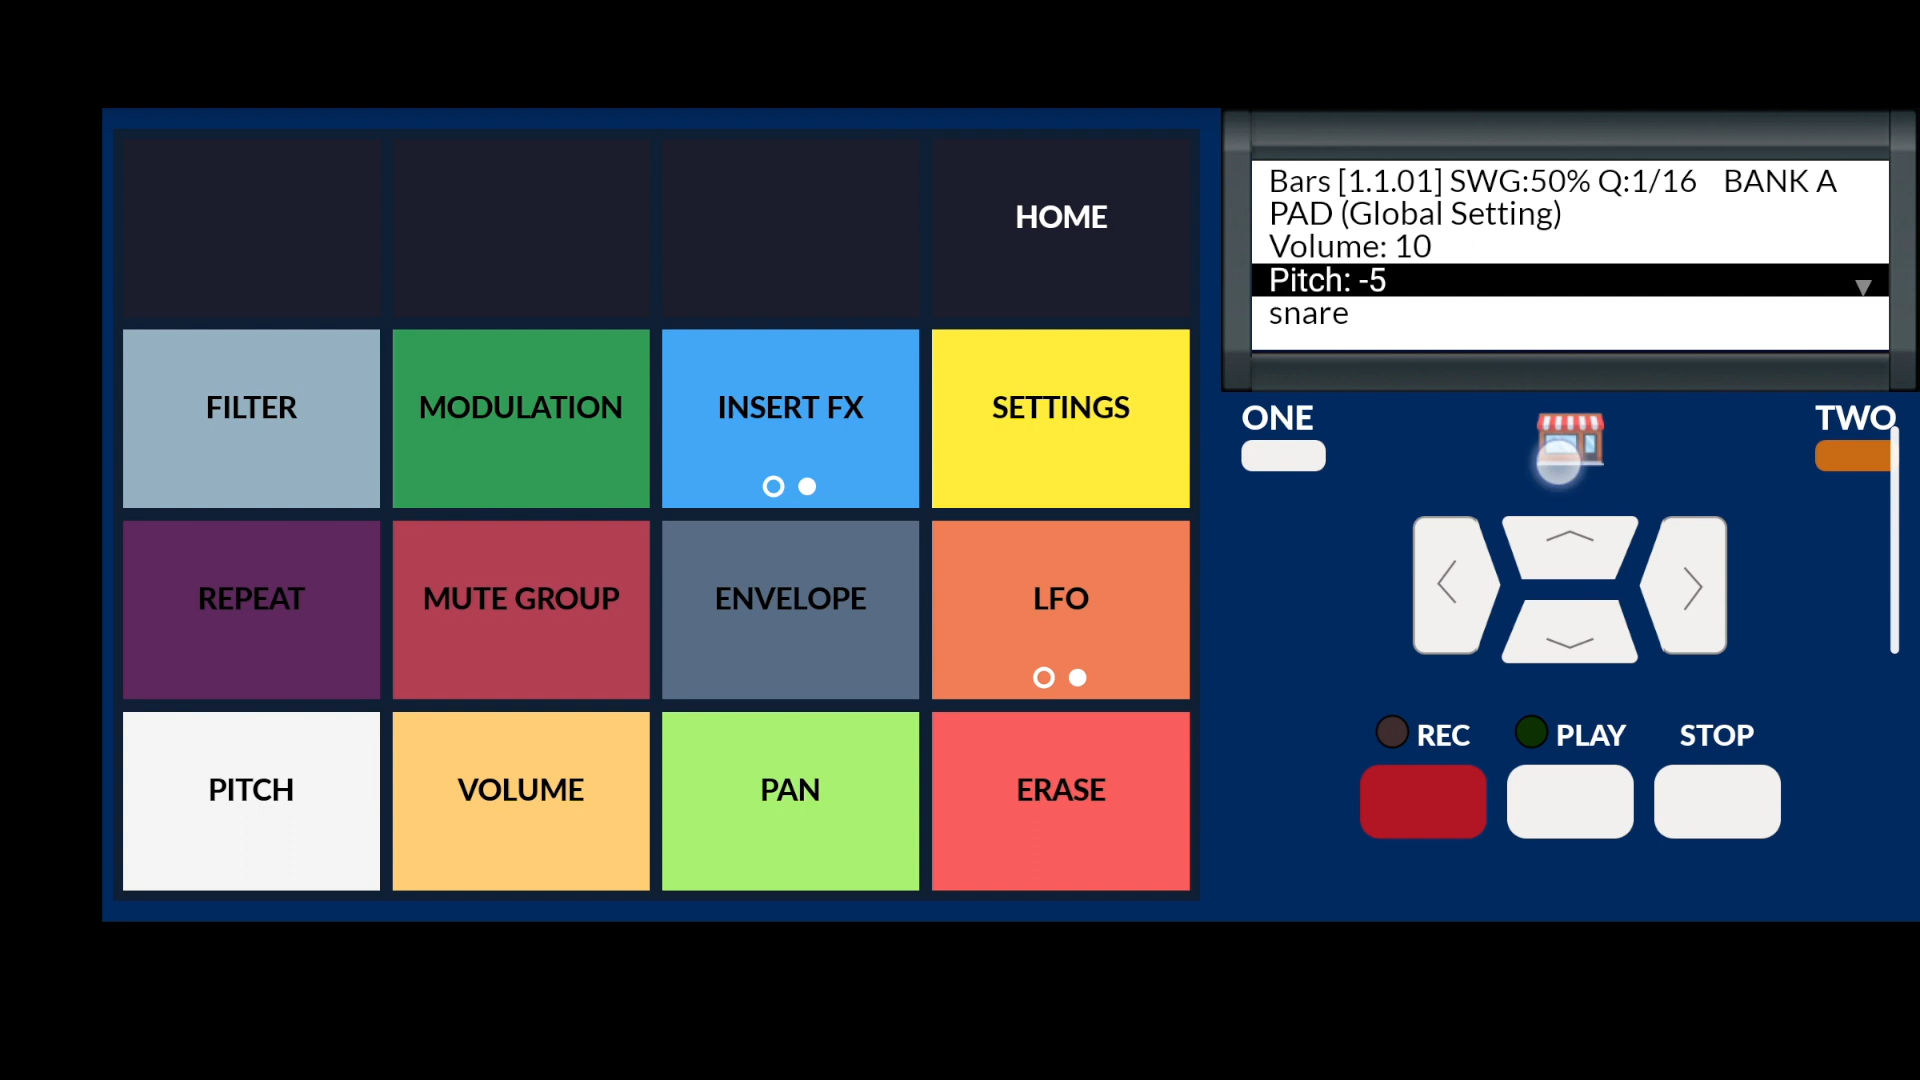 HOME
FILTER
MODULATION
INSERT FX
SETTINGS
REPEAT
MUTE GROUP
ENVELOPE
LFO
PITCH
VOLUME
PAN
ERASE
Bars [1.1.01] SWG:50% Q:1/16 BANK A
PAD (Global Setting)
Volume: 10
Pitch: -5
snare
ONE
TWO
REC
PLAY
STOP